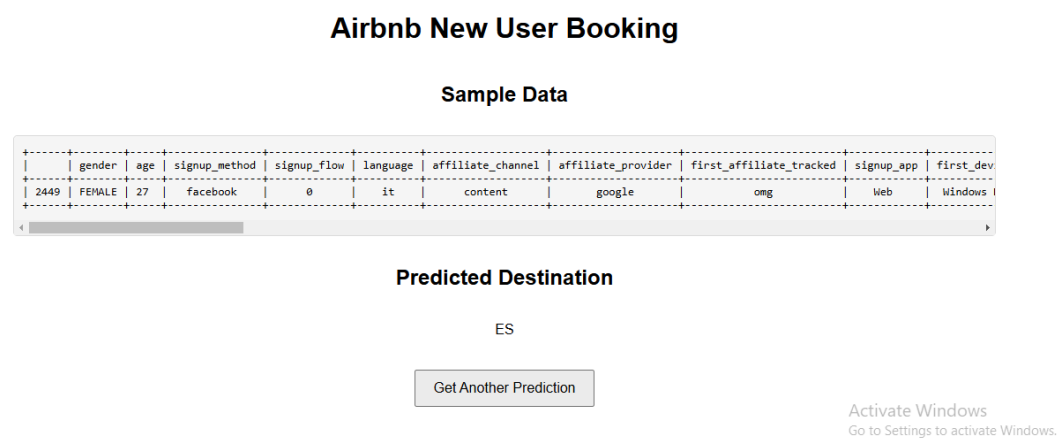 Airbnb New User Booking
Sample Data
+------+--------+-----+---------------+-------------+----------+-------------------+--------------------+-------------------------+------------+----------
|      | gender | age | signup_method | signup_flow | language | affiliate_channel | affiliate_provider | first_affiliate_tracked | signup_app | first_dev
+------+--------+-----+---------------+-------------+----------+-------------------+--------------------+-------------------------+------------+----------
| 2449 | FEMALE | 27  |   facebook    |      0      |    it    |      content      |       google       |           omg           |    Web     |  Windows
+------+--------+-----+---------------+-------------+----------+-------------------+--------------------+-------------------------+------------+----------
Predicted Destination
ES
Get Another Prediction
Activate Windows
Go to Settings to activate Windows.